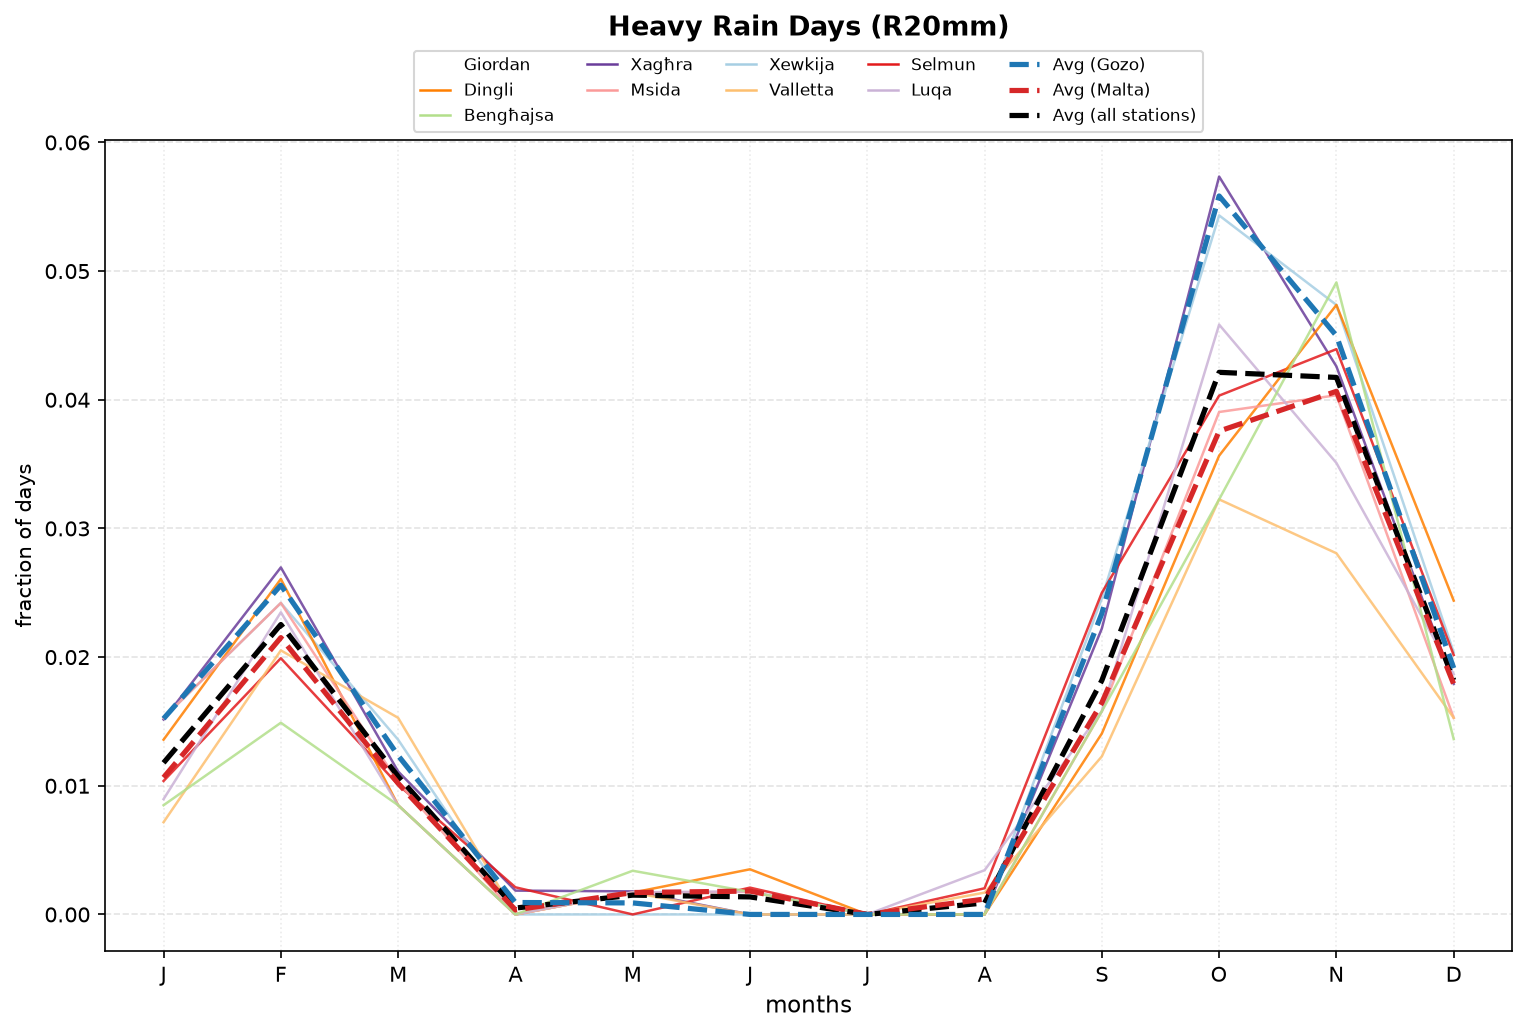 Heavy Rain Days (R20mm)
Giordan Xagħra Xewkija Selmun Avg (Gozo)
Dingli Msida Valletta Luqa Avg (Malta)
Bengħajsa Avg (all stations)
0.06
0.05
0.04
0.03
0.02
0.01
0.00
fraction of days
J F M A M J J A S O N D
months